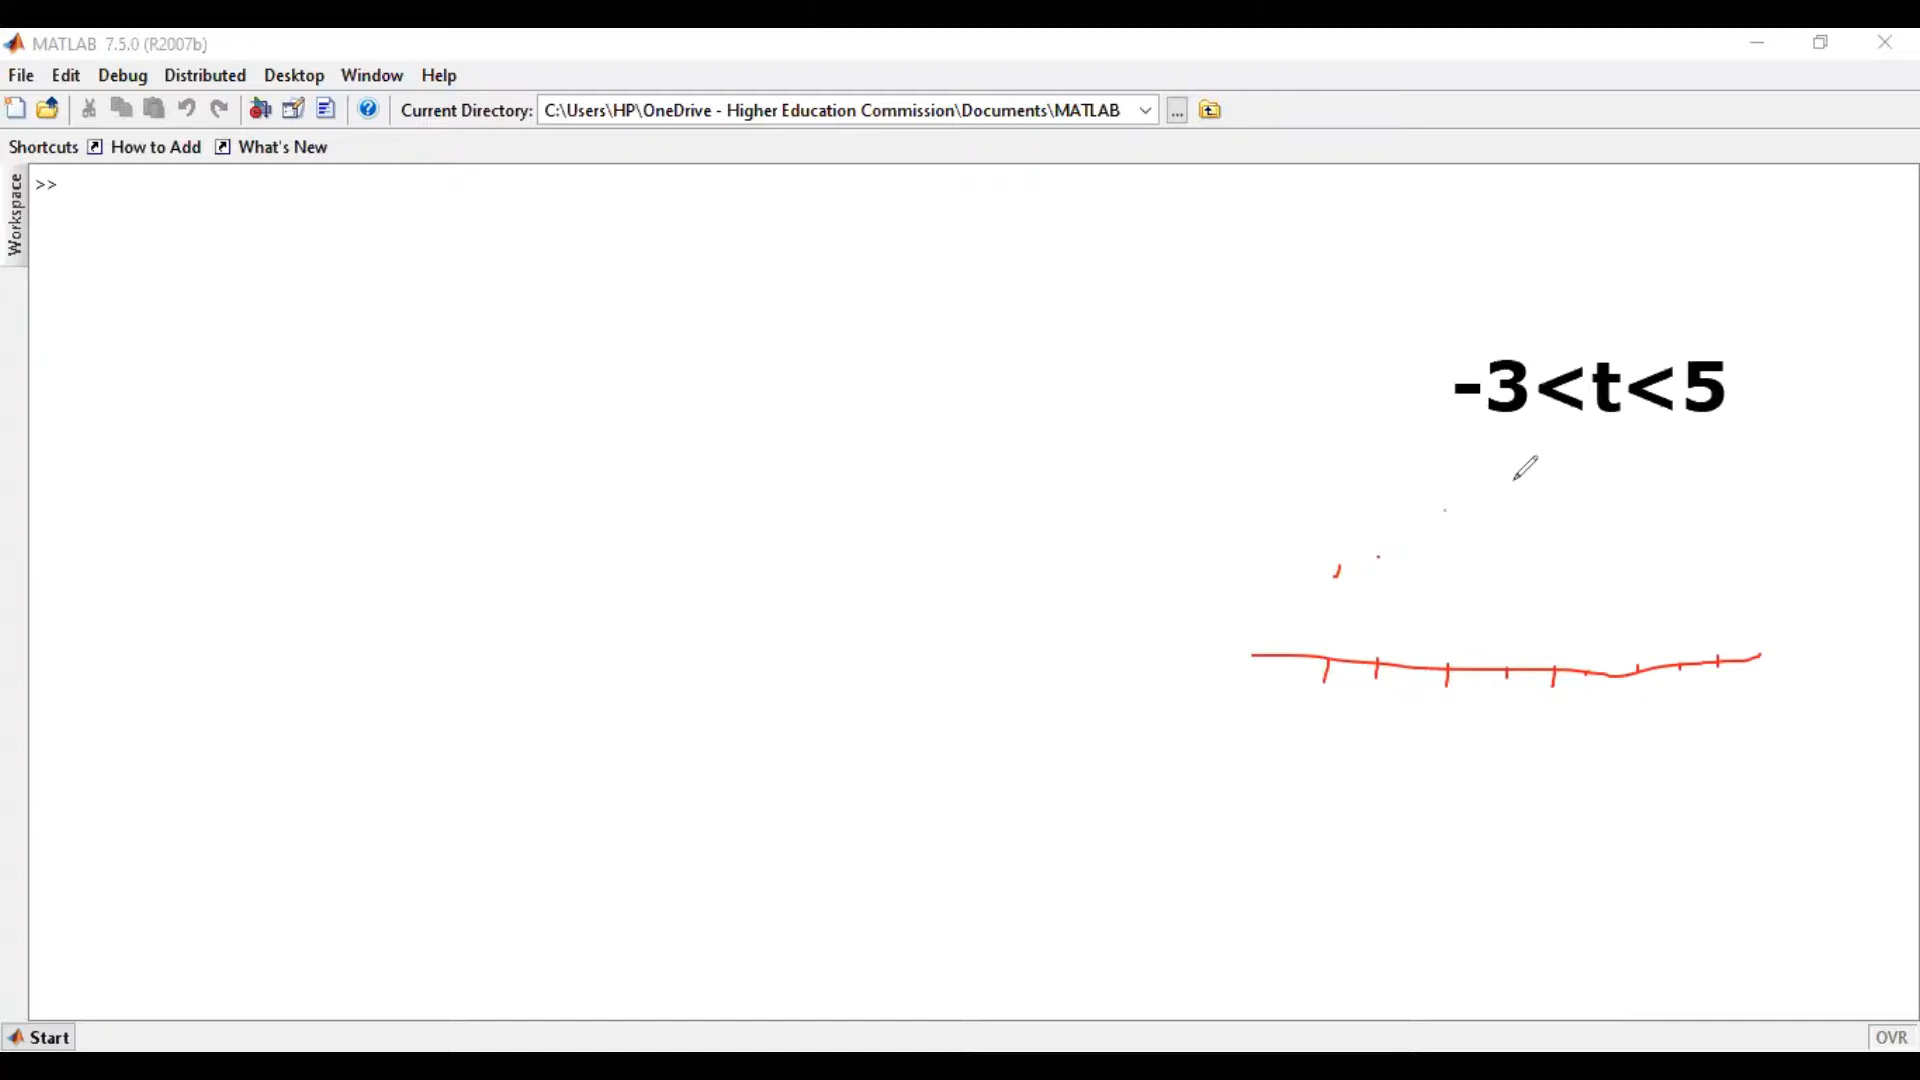 MATLAB 7.5.0 (R2007b)
File Edit Debug Distributed Desktop Window Help
Current Directory: C:\Users\HP\OneDrive - Higher Education Commission\Documents\MATLAB ...
Shortcuts How to Add What's New
Workspace
>>
-3<t<5
Start
OVR